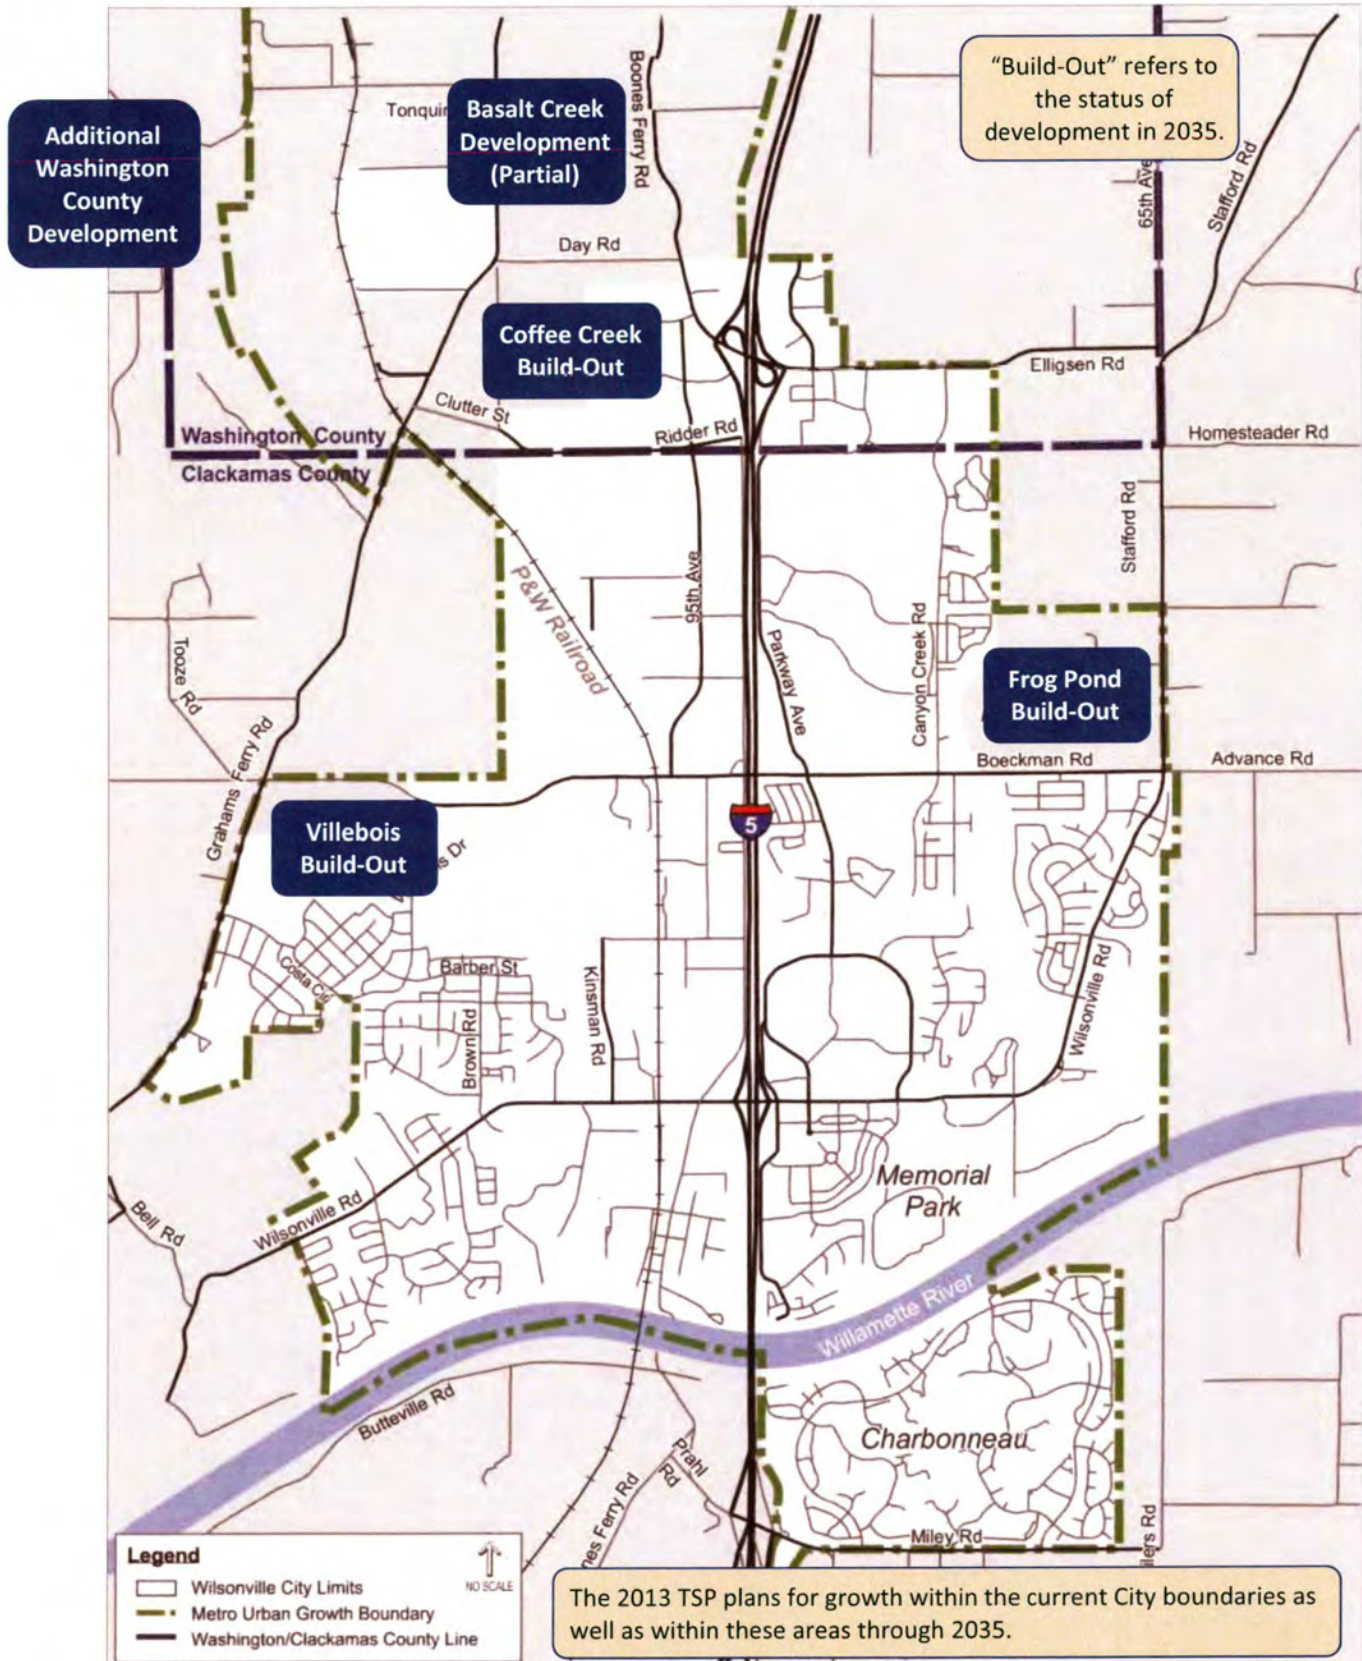 "Build-Out" refers to
the status of
development in 2035.
Additional
Washington
County
Development
Basalt Creek
Development
(Partial)
Boones Ferry Rd
65th Ave
Stafford Rd
Day Rd
Coffee Creek
Build-Out
Elligsen Rd
Clutter St
Ridder Rd
Washington County
Clackamas County
Homesteader Rd
Stafford Rd
P&W Railroad
95th Ave
Parkway Ave
Canyon Creek Rd
Tooze Rd
Grahams Ferry Rd
Frog Pond
Build-Out
Boeckman Rd
Advance Rd
5
Villebois
Build-Out
Dr
Barber St
Costa Cir
Brown Rd
Kinsman Rd
Wilsonville Rd
Memorial
Park
Bell Rd
Wilsonville Rd
Willamette River
Butteville Rd
Charbonneau
Prahl
Rd
Ferry Rd
Miley Rd
Rd
Legend
NO SCALE
Wilsonville City Limits
Metro Urban Growth Boundary
Washington/Clackamas County Line
The 2013 TSP plans for growth within the current City boundaries as
well as within these areas through 2035.